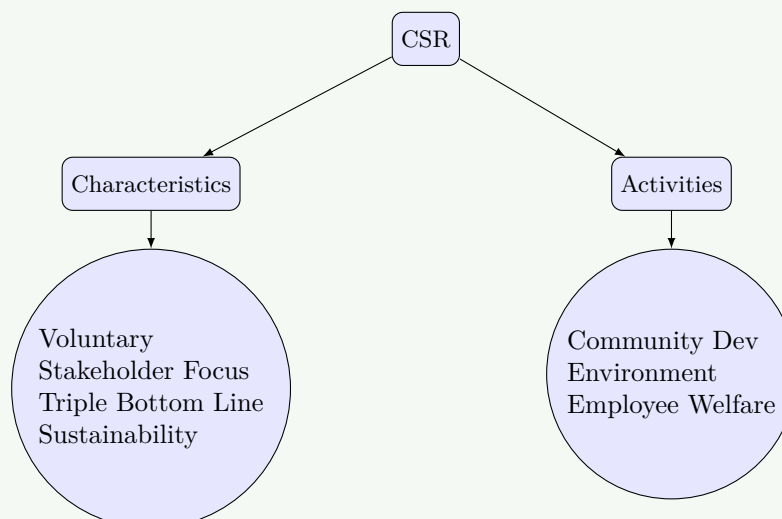 CSR
Characteristics
Activities
Voluntary
Stakeholder Focus
Triple Bottom Line
Sustainability
Community Dev
Environment
Employee Welfare